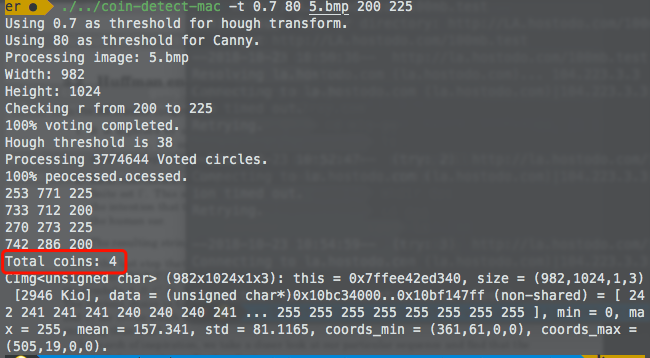 er ● ./../coin-detect-mac -t 0.7 80 5.bmp 200 225
Using 0.7 as threshold for hough transform.
Using 80 as threshold for Canny.
Processing image: 5.bmp
Width: 982
Height: 1024
Checking r from 200 to 225
100% voting completed.
Hough threshold is 38
Processing 3774644 Voted circles.
100% peocessed.ocessed.
253 771 225
733 712 200
270 273 225
742 286 200
Total coins: 4
CImg<unsigned char> (982x1024x1x3): this = 0x7ffee42ed340, size = (982,1024,1,3)
[2946 Kio], data = (unsigned char*)0x10bc34000..0x10bf147ff (non-shared) = [ 24
2 241 241 241 240 240 240 241 ... 255 255 255 255 255 255 255 255 ], min = 0, ma
x = 255, mean = 157.341, std = 81.1165, coords_min = (361,61,0,0), coords_max =
(505,19,0,0).